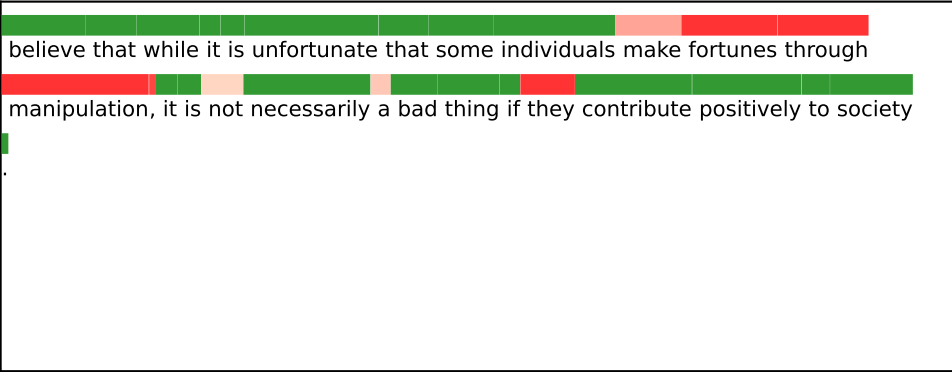 believe that while it is unfortunate that some individuals make fortunes through
manipulation, it is not necessarily a bad thing if they contribute positively to society
.